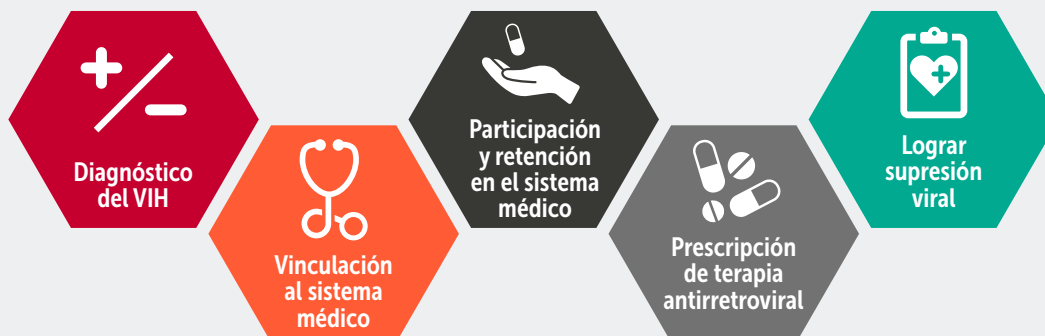 Diagnóstico
del VIH
Vinculación
al sistema
médico
Participación
y retención
en el sistema
médico
Prescripción
de terapia
antirretroviral
Lograr
supresión
viral